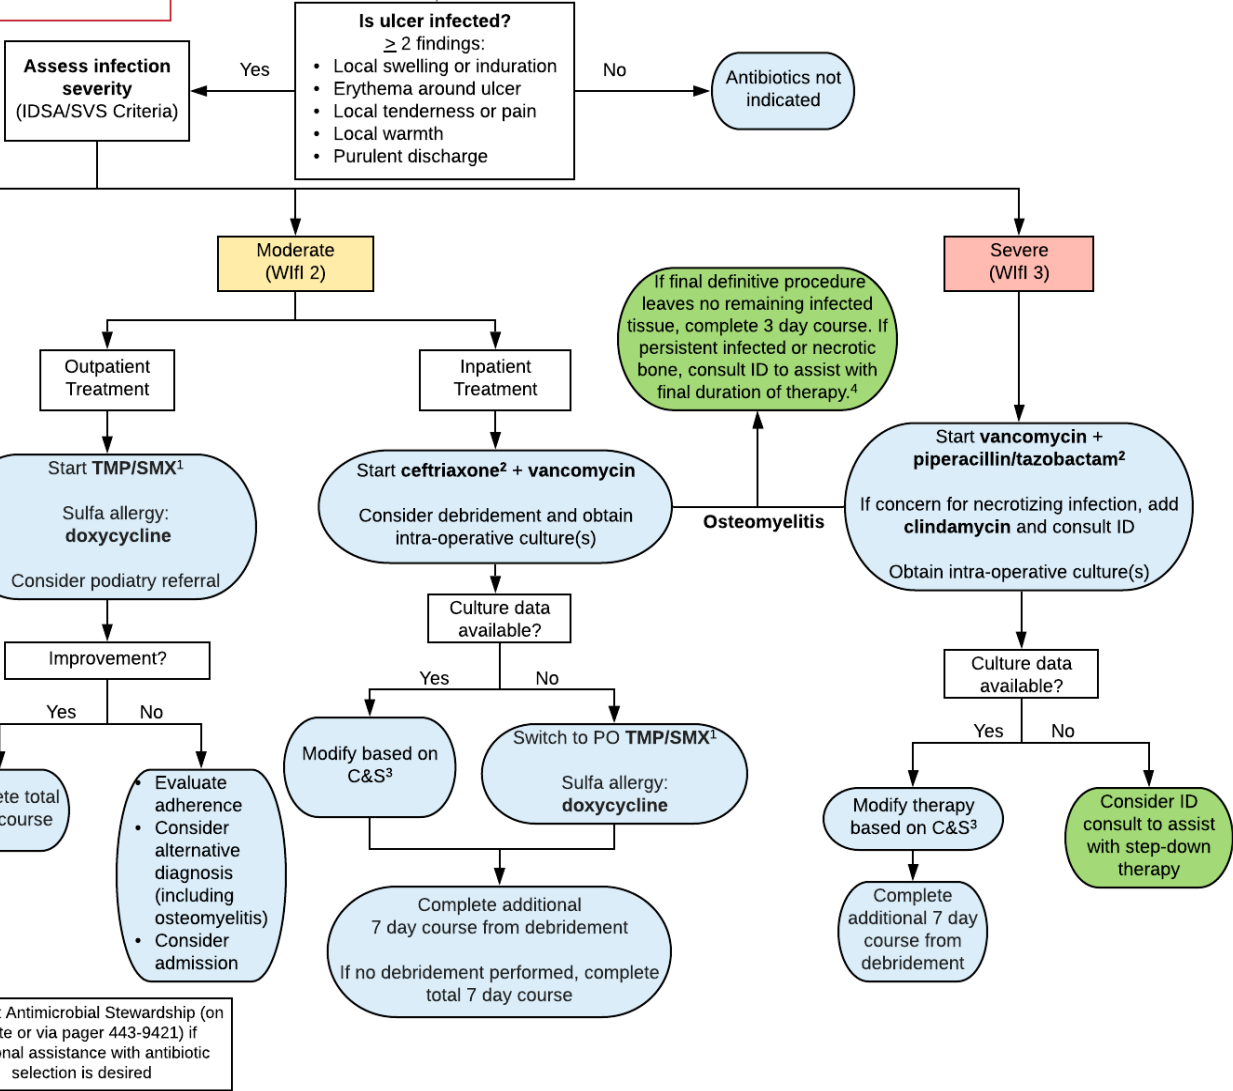 Is ulcer infected?
≥ 2 findings:
• Local swelling or induration
• Erythema around ulcer
• Local tenderness or pain
• Local warmth
• Purulent discharge
Yes
No
Assess infection
severity
(IDSA/SVS Criteria)
Antibiotics not
indicated
Moderate
(WIfI 2)
Severe
(WIfI 3)
If final definitive procedure
leaves no remaining infected
tissue, complete 3 day course. If
persistent infected or necrotic
bone, consult ID to assist with
final duration of therapy.⁴
Outpatient
Treatment
Inpatient
Treatment
Start TMP/SMX¹
Sulfa allergy:
doxycycline
Consider podiatry referral
Start ceftriaxone² + vancomycin
Consider debridement and obtain
intra-operative culture(s)
Osteomyelitis
Start vancomycin +
piperacillin/tazobactam²
If concern for necrotizing infection, add
clindamycin and consult ID
Obtain intra-operative culture(s)
Improvement?
Yes
No
Culture data
available?
Yes
No
Culture data
available?
Yes
No
ete total
course
• Evaluate
adherence
• Consider
alternative
diagnosis
(including
osteomyelitis)
• Consider
admission
Modify based on
C&S³
Switch to PO TMP/SMX¹
Sulfa allergy:
doxycycline
Complete additional
7 day course from debridement
If no debridement performed, complete
total 7 day course
Modify therapy
based on C&S³
Complete
additional 7 day
course from
debridement
Consider ID
consult to assist
with step-down
therapy
: Antimicrobial Stewardship (on
te or via pager 443-9421) if
nal assistance with antibiotic
selection is desired